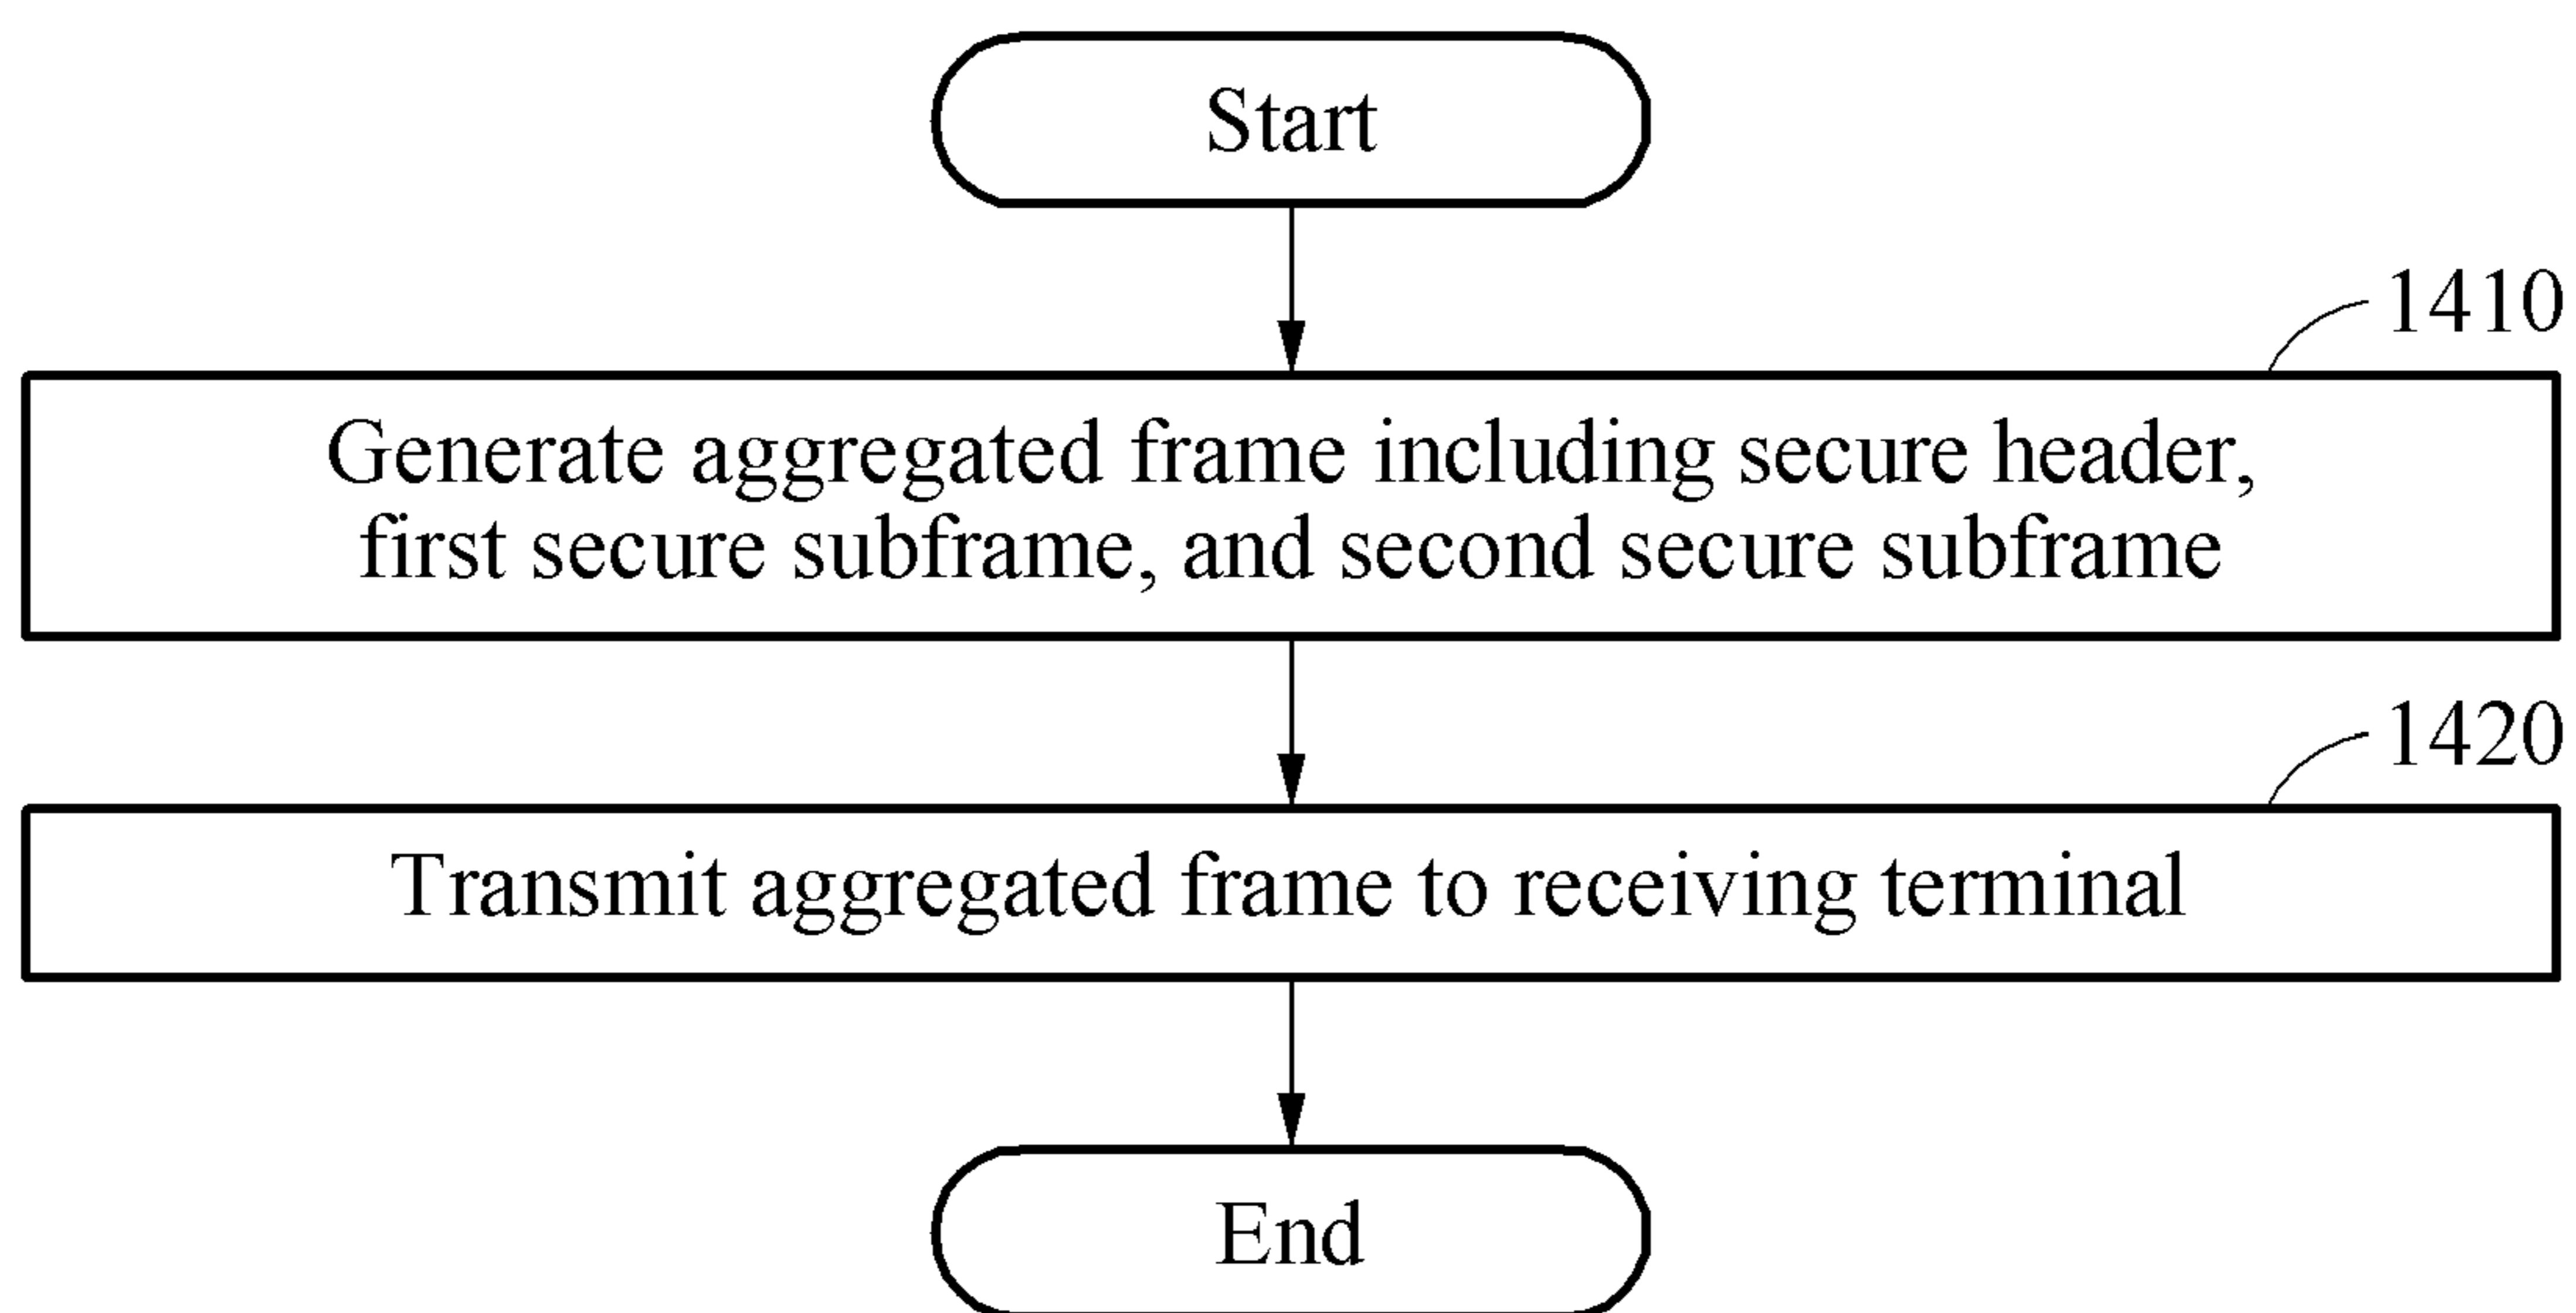 Start
1410
Generate aggregated frame including secure header,
first secure subframe, and second secure subframe
1420
Transmit aggregated frame to receiving terminal
End